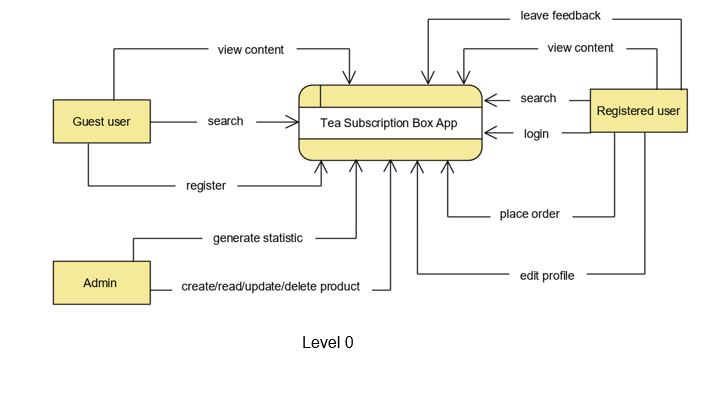 leave feedback
view content
view content
search
Registered user
Guest user
search
Tea Subscription Box App
login
register
place order
generate statistic
edit profile
Admin
create/read/update/delete product
Level 0